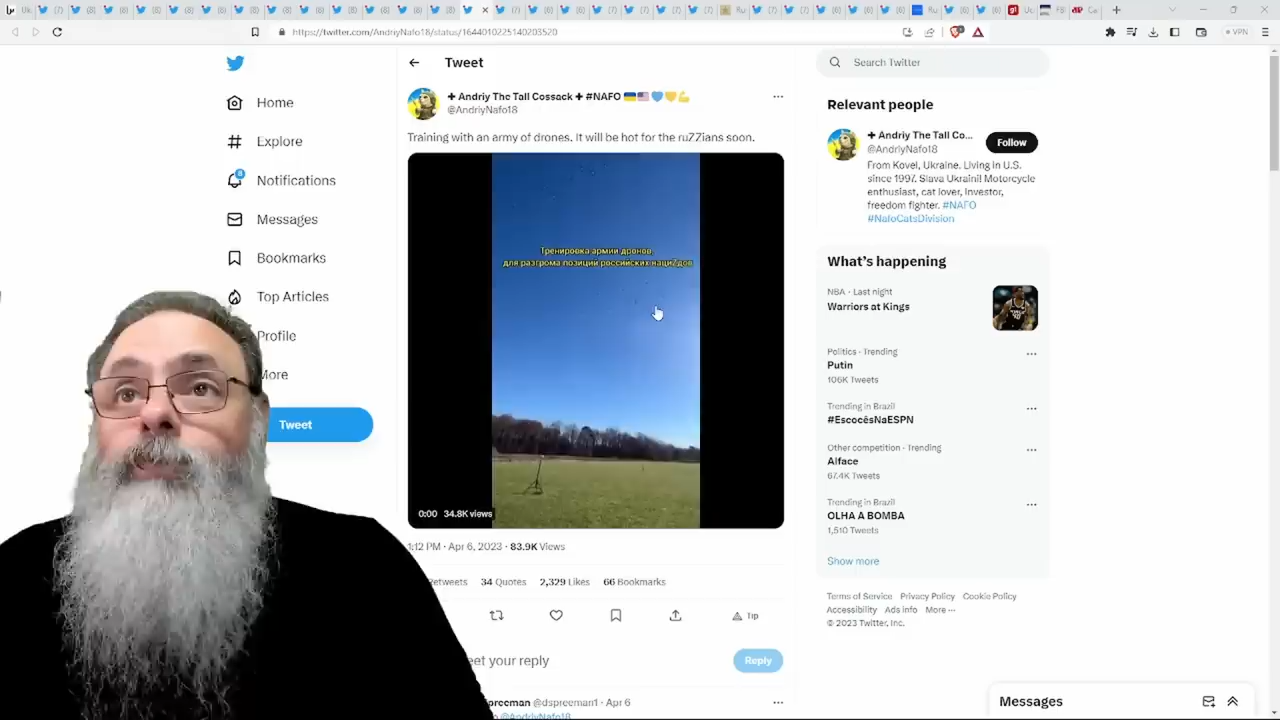 https://twitter.com/AndriyNafo18/status/1644010225140203520
VPN
Home
Explore
8
Notifications
Messages
Bookmarks
Top Articles
Profile
More
Tweet
Tweet
+ Andriy The Tall Cossack + #NAFO
@AndriyNafo18
Training with an army of drones. It will be hot for the ruZZians soon.
Тренировка армии дронов,
для разгрома позиций российских нациZдов
0:00 34.8K views
1:12 PM · Apr 6, 2023 · 83.9K Views
Retweets 34 Quotes 2,329 Likes 66 Bookmarks
Tip
eet your reply
Reply
spreeman @dspreeman1 · Apr 6
@AndriyNafo18
Search Twitter
Relevant people
+ Andriy The Tall Co...
@AndriyNafo18
Follow
From Kovel, Ukraine. Living in U.S.
since 1997. Slava Ukraini! Motorcycle
enthusiast, cat lover, investor,
freedom fighter. #NAFO
#NafoCatsDivision
What's happening
NBA · Last night
Warriors at Kings
Politics · Trending
Putin
106K Tweets
Trending in Brazil
#EscocêsNaESPN
Other competition · Trending
Alface
67.4K Tweets
Trending in Brazil
OLHA A BOMBA
1,510 Tweets
Show more
Terms of Service Privacy Policy Cookie Policy
Accessibility Ads info More ···
© 2023 Twitter, Inc.
Messages